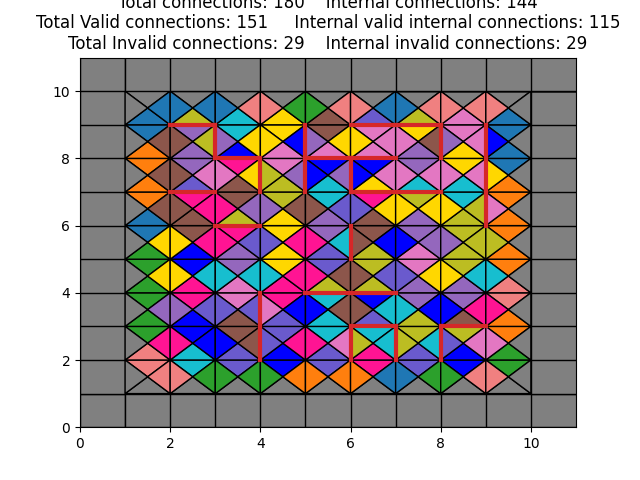 Total connections: 180 Internal connections: 144
Total Valid connections: 151 Internal valid internal connections: 115
Total Invalid connections: 29 Internal invalid connections: 29
10
8
6
4
2
0
0 2 4 6 8 10